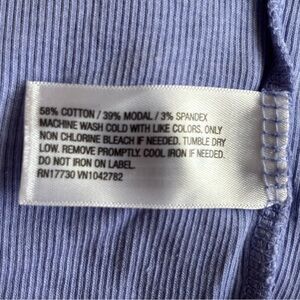 58% COTTON / 39% MODAL / 3% SPANDEX
MACHINE WASH COLD WITH LIKE COLORS. ONLY
NON CHLORINE BLEACH IF NEEDED. TUMBLE DRY
LOW. REMOVE PROMPTLY. COOL IRON IF NEEDED.
DO NOT IRON ON LABEL.
RN17730 VN1042782